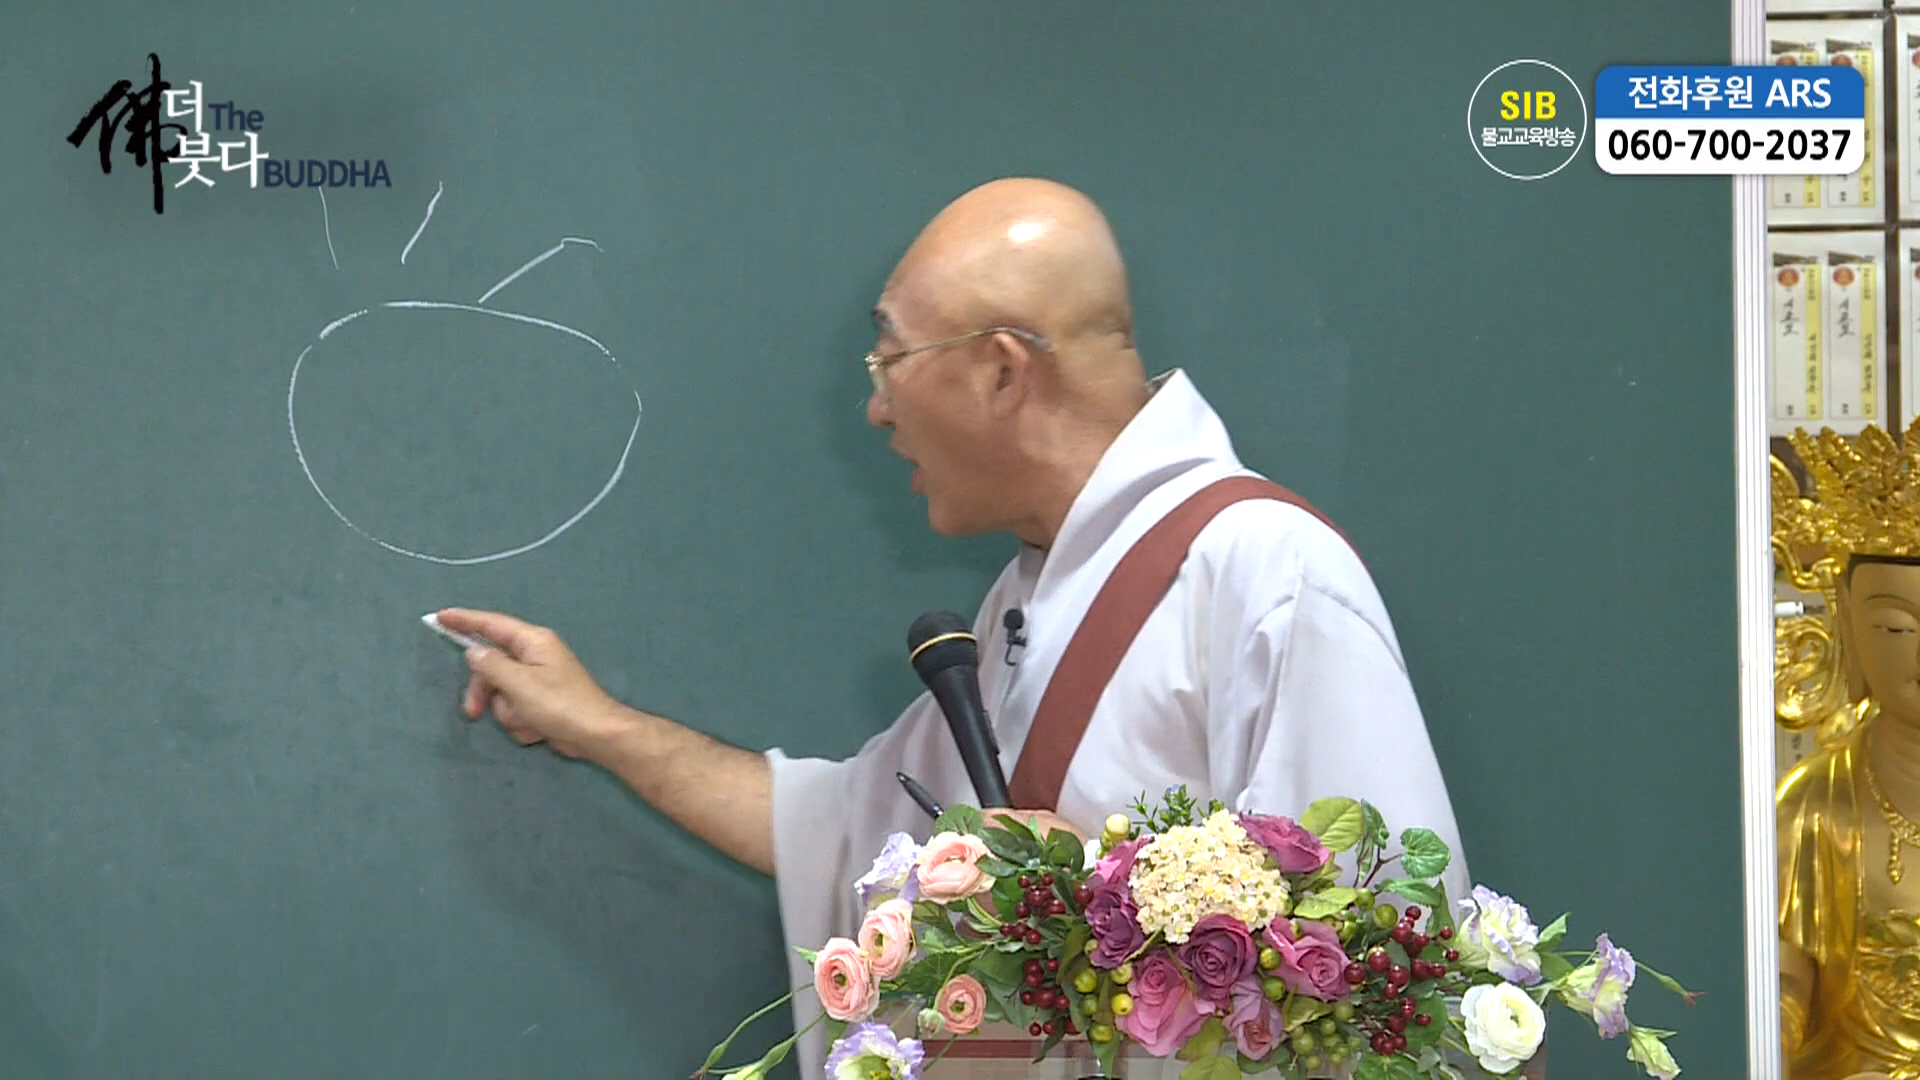 佛
더 The
붓다 BUDDHA
SIB
불교교육방송
전화후원 ARS
060-700-2037